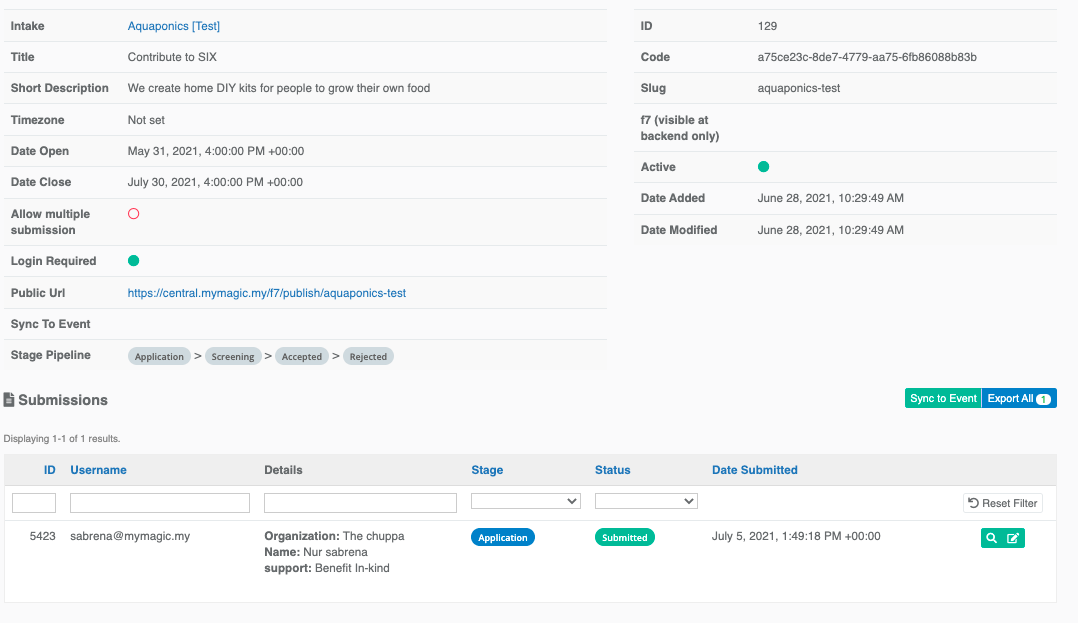 Intake Aquaponics [Test]
Title Contribute to SIX
Short Description We create home DIY kits for people to grow their own food
Timezone Not set
Date Open May 31, 2021, 4:00:00 PM +00:00
Date Close July 30, 2021, 4:00:00 PM +00:00
Allow multiple
submission
Login Required
Public Url https://central.mymagic.my/f7/publish/aquaponics-test
Sync To Event
Stage Pipeline Application > Screening > Accepted > Rejected
ID 129
Code a75ce23c-8de7-4779-aa75-6fb86088b83b
Slug aquaponics-test
f7 (visible at
backend only)
Active
Date Added June 28, 2021, 10:29:49 AM
Date Modified June 28, 2021, 10:29:49 AM
Submissions Sync to Event Export All 1
Displaying 1-1 of 1 results.
ID Username Details Stage Status Date Submitted
Reset Filter
5423 sabrena@mymagic.my Organization: The chuppa Application Submitted July 5, 2021, 1:49:18 PM +00:00
Name: Nur sabrena
support: Benefit In-kind